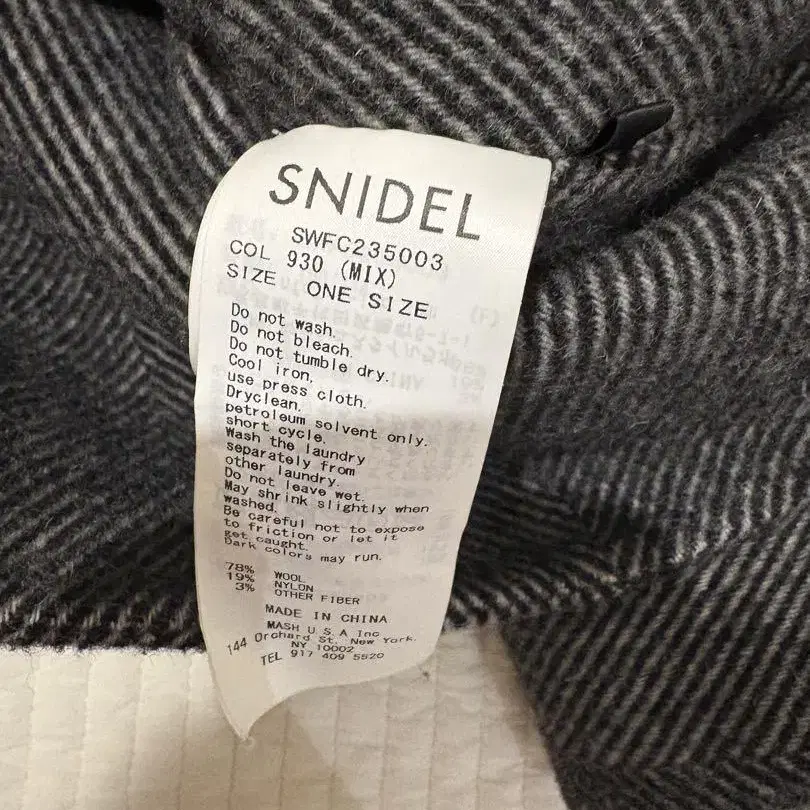 SNIDEL
SWFC235003
COL 930 (MIX)
SIZE ONE SIZE
Do not wash.
Do not bleach.
Do not tumble dry.
Cool iron,
use press cloth.
Dryclean,
petroleum solvent only.
short cycle.
Wash the laundry
separately from
other laundry.
Do not leave wet.
May shrink slightly when
washed.
Be careful not to expose
to friction or let it
get caught.
Dark colors may run.
78% WOOL
19% NYLON
3% OTHER FIBER
MADE IN CHINA
MASH U S A Inc
144 Orchard St, New York,
NY 10002
TEL 917 409 5520